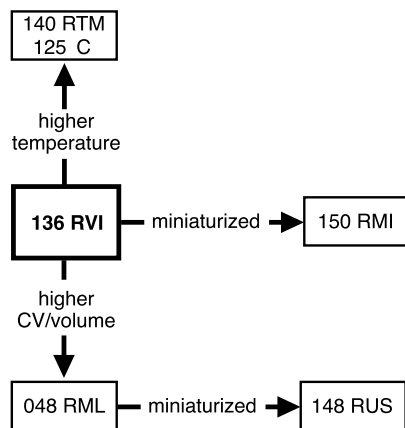 140 RTM
125 C
higher
temperature
136 RVI
miniaturized
150 RMI
higher
CV/volume
048 RML
miniaturized
148 RUS